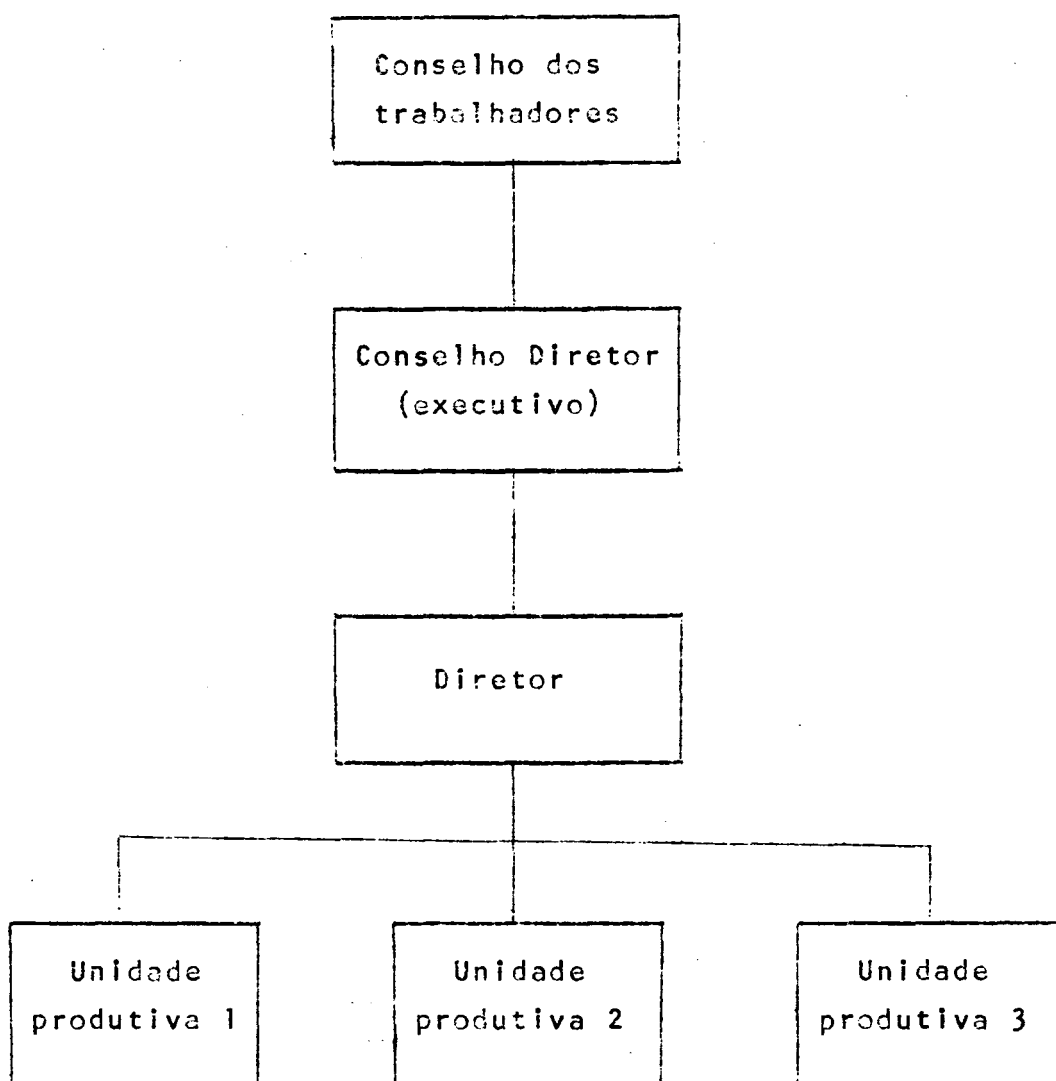 Conselho dos
trabalhadores
Conselho Diretor
(executivo)
Diretor
Unidade
produtiva 1
Unidade
produtiva 2
Unidade
produtiva 3